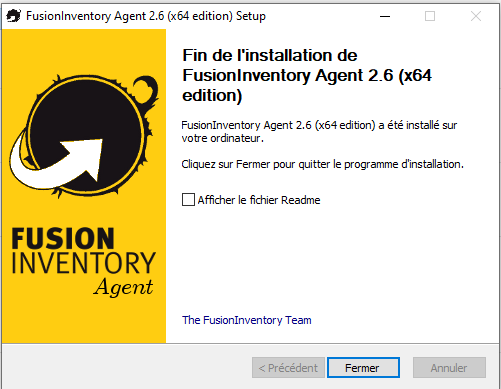 FusionInventory Agent 2.6 (x64 edition) Setup
Fin de l'installation de
FusionInventory Agent 2.6 (x64
edition)
FusionInventory Agent 2.6 (x64 edition) a été installé sur
votre ordinateur.
Cliquez sur Fermer pour quitter le programme d'installation.
Afficher le fichier Readme
FUSION
INVENTORY
Agent
The FusionInventory Team
< Précédent
Fermer
Annuler